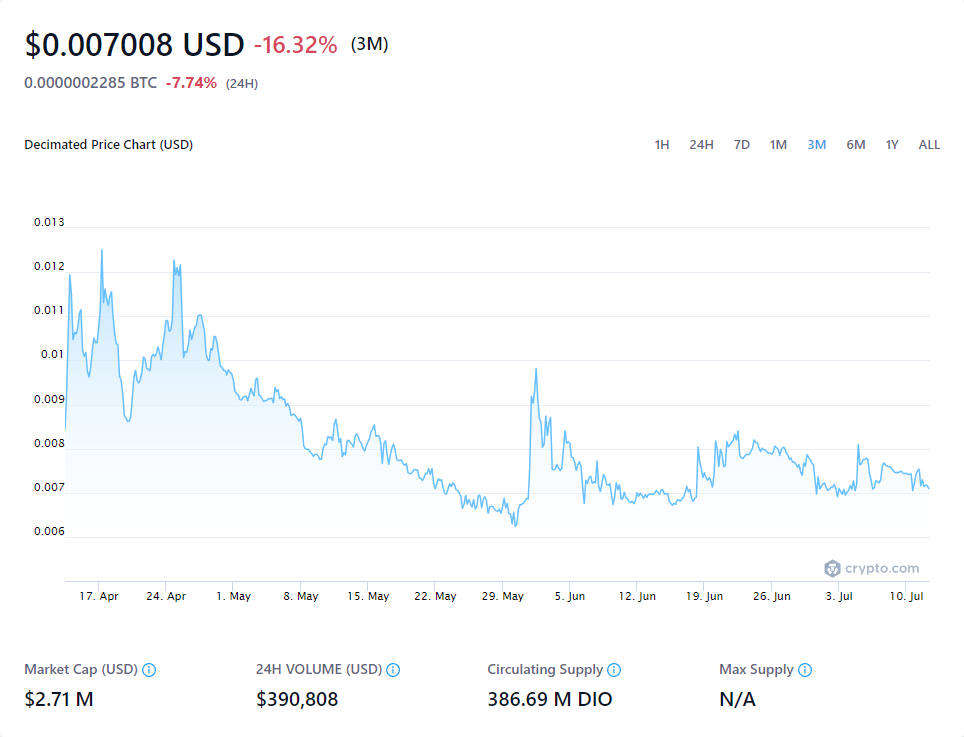 $0.007008 USD -16.32% (3M)
0.0000002285 BTC -7.74% (24H)
Decimated Price Chart (USD) 1H 24H 7D 1M 3M 6M 1Y ALL
0.013
0.012
0.011
0.01
0.009
0.008
0.007
0.006
crypto.com
17. Apr 24. Apr 1. May 8. May 15. May 22. May 29. May 5. Jun 12. Jun 19. Jun 26. Jun 3. Jul 10. Jul
Market Cap (USD) 24H VOLUME (USD) Circulating Supply Max Supply
$2.71 M $390,808 386.69 M DIO N/A